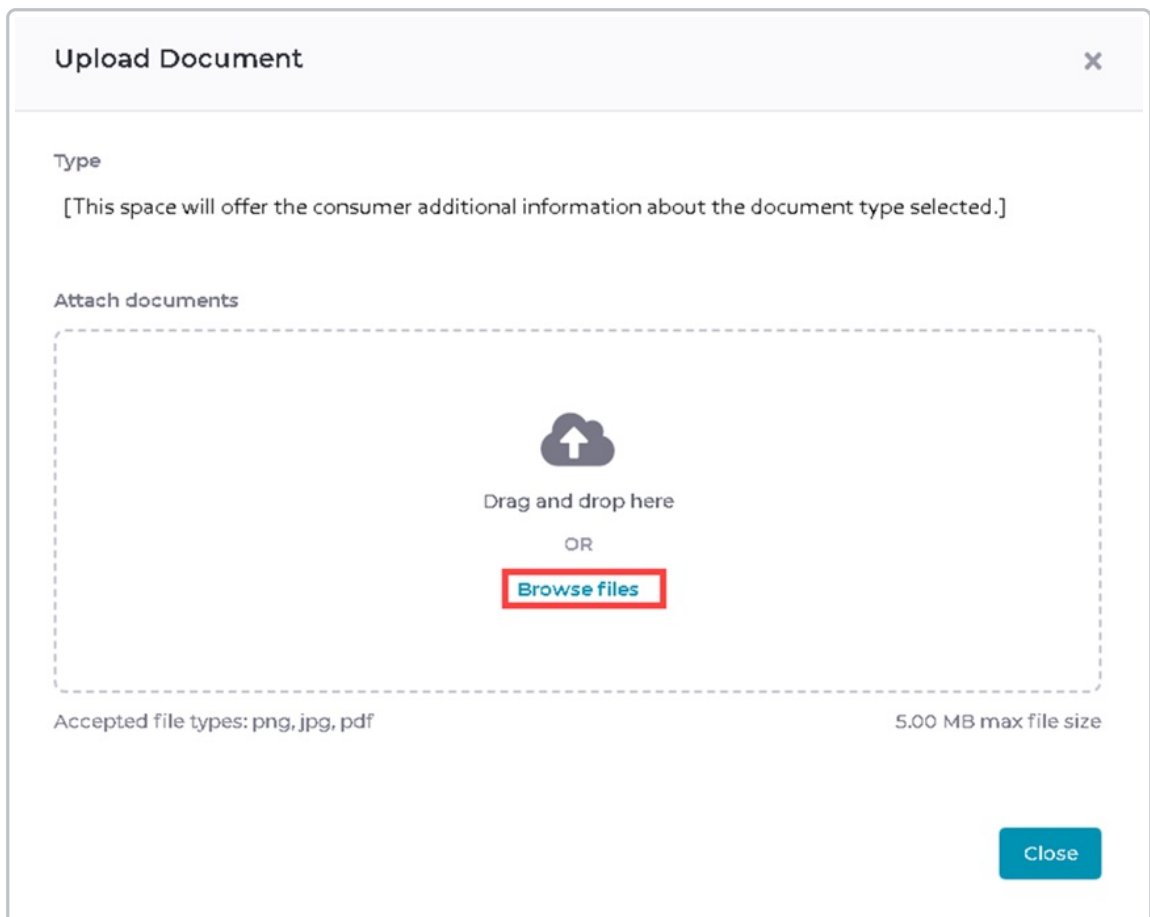 Upload Document
×
Type
[This space will offer the consumer additional information about the document type selected.]
Attach documents
Drag and drop here
OR
Browse files
Accepted file types: png, jpg, pdf
5.00 MB max file size
Close